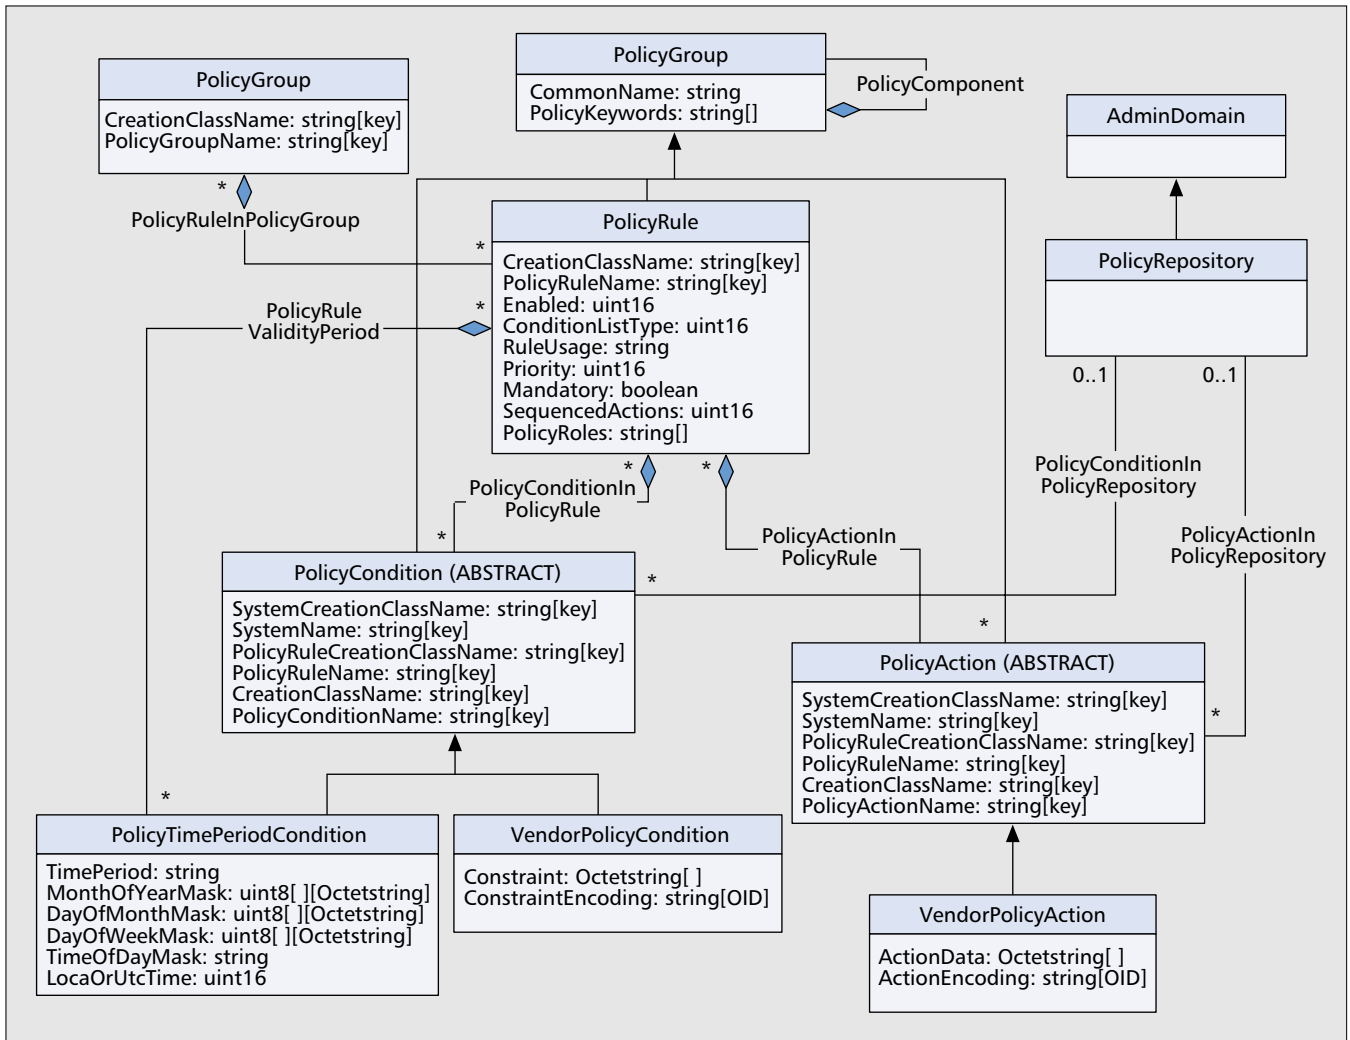 PolicyGroup
CommonName: string
PolicyKeywords: string[]
PolicyComponent
PolicyGroup
CreationClassName: string[key]
PolicyGroupName: string[key]
AdminDomain
*
PolicyRuleInPolicyGroup
*
PolicyRule
CreationClassName: string[key]
PolicyRuleName: string[key]
Enabled: uint16
ConditionListType: uint16
RuleUsage: string
Priority: uint16
Mandatory: boolean
SequencedActions: uint16
PolicyRoles: string[]
PolicyRepository
PolicyRule
ValidityPeriod
*
0..1
0..1
*
*
PolicyConditionIn
PolicyRule
*
PolicyActionIn
PolicyRule
PolicyConditionIn
PolicyRepository
PolicyActionIn
PolicyRepository
PolicyCondition (ABSTRACT)
SystemCreationClassName: string[key]
SystemName: string[key]
PolicyRuleCreationClassName: string[key]
PolicyRuleName: string[key]
CreationClassName: string[key]
PolicyConditionName: string[key]
*
*
PolicyAction (ABSTRACT)
SystemCreationClassName: string[key]
SystemName: string[key]
PolicyRuleCreationClassName: string[key]
PolicyRuleName: string[key]
CreationClassName: string[key]
PolicyActionName: string[key]
*
*
PolicyTimePeriodCondition
TimePeriod: string
MonthOfYearMask: uint8[ ][Octetstring]
DayOfMonthMask: uint8[ ][Octetstring]
DayOfWeekMask: uint8[ ][Octetstring]
TimeOfDayMask: string
LocaOrUtcTime: uint16
VendorPolicyCondition
Constraint: Octetstring[ ]
ConstraintEncoding: string[OID]
VendorPolicyAction
ActionData: Octetstring[ ]
ActionEncoding: string[OID]